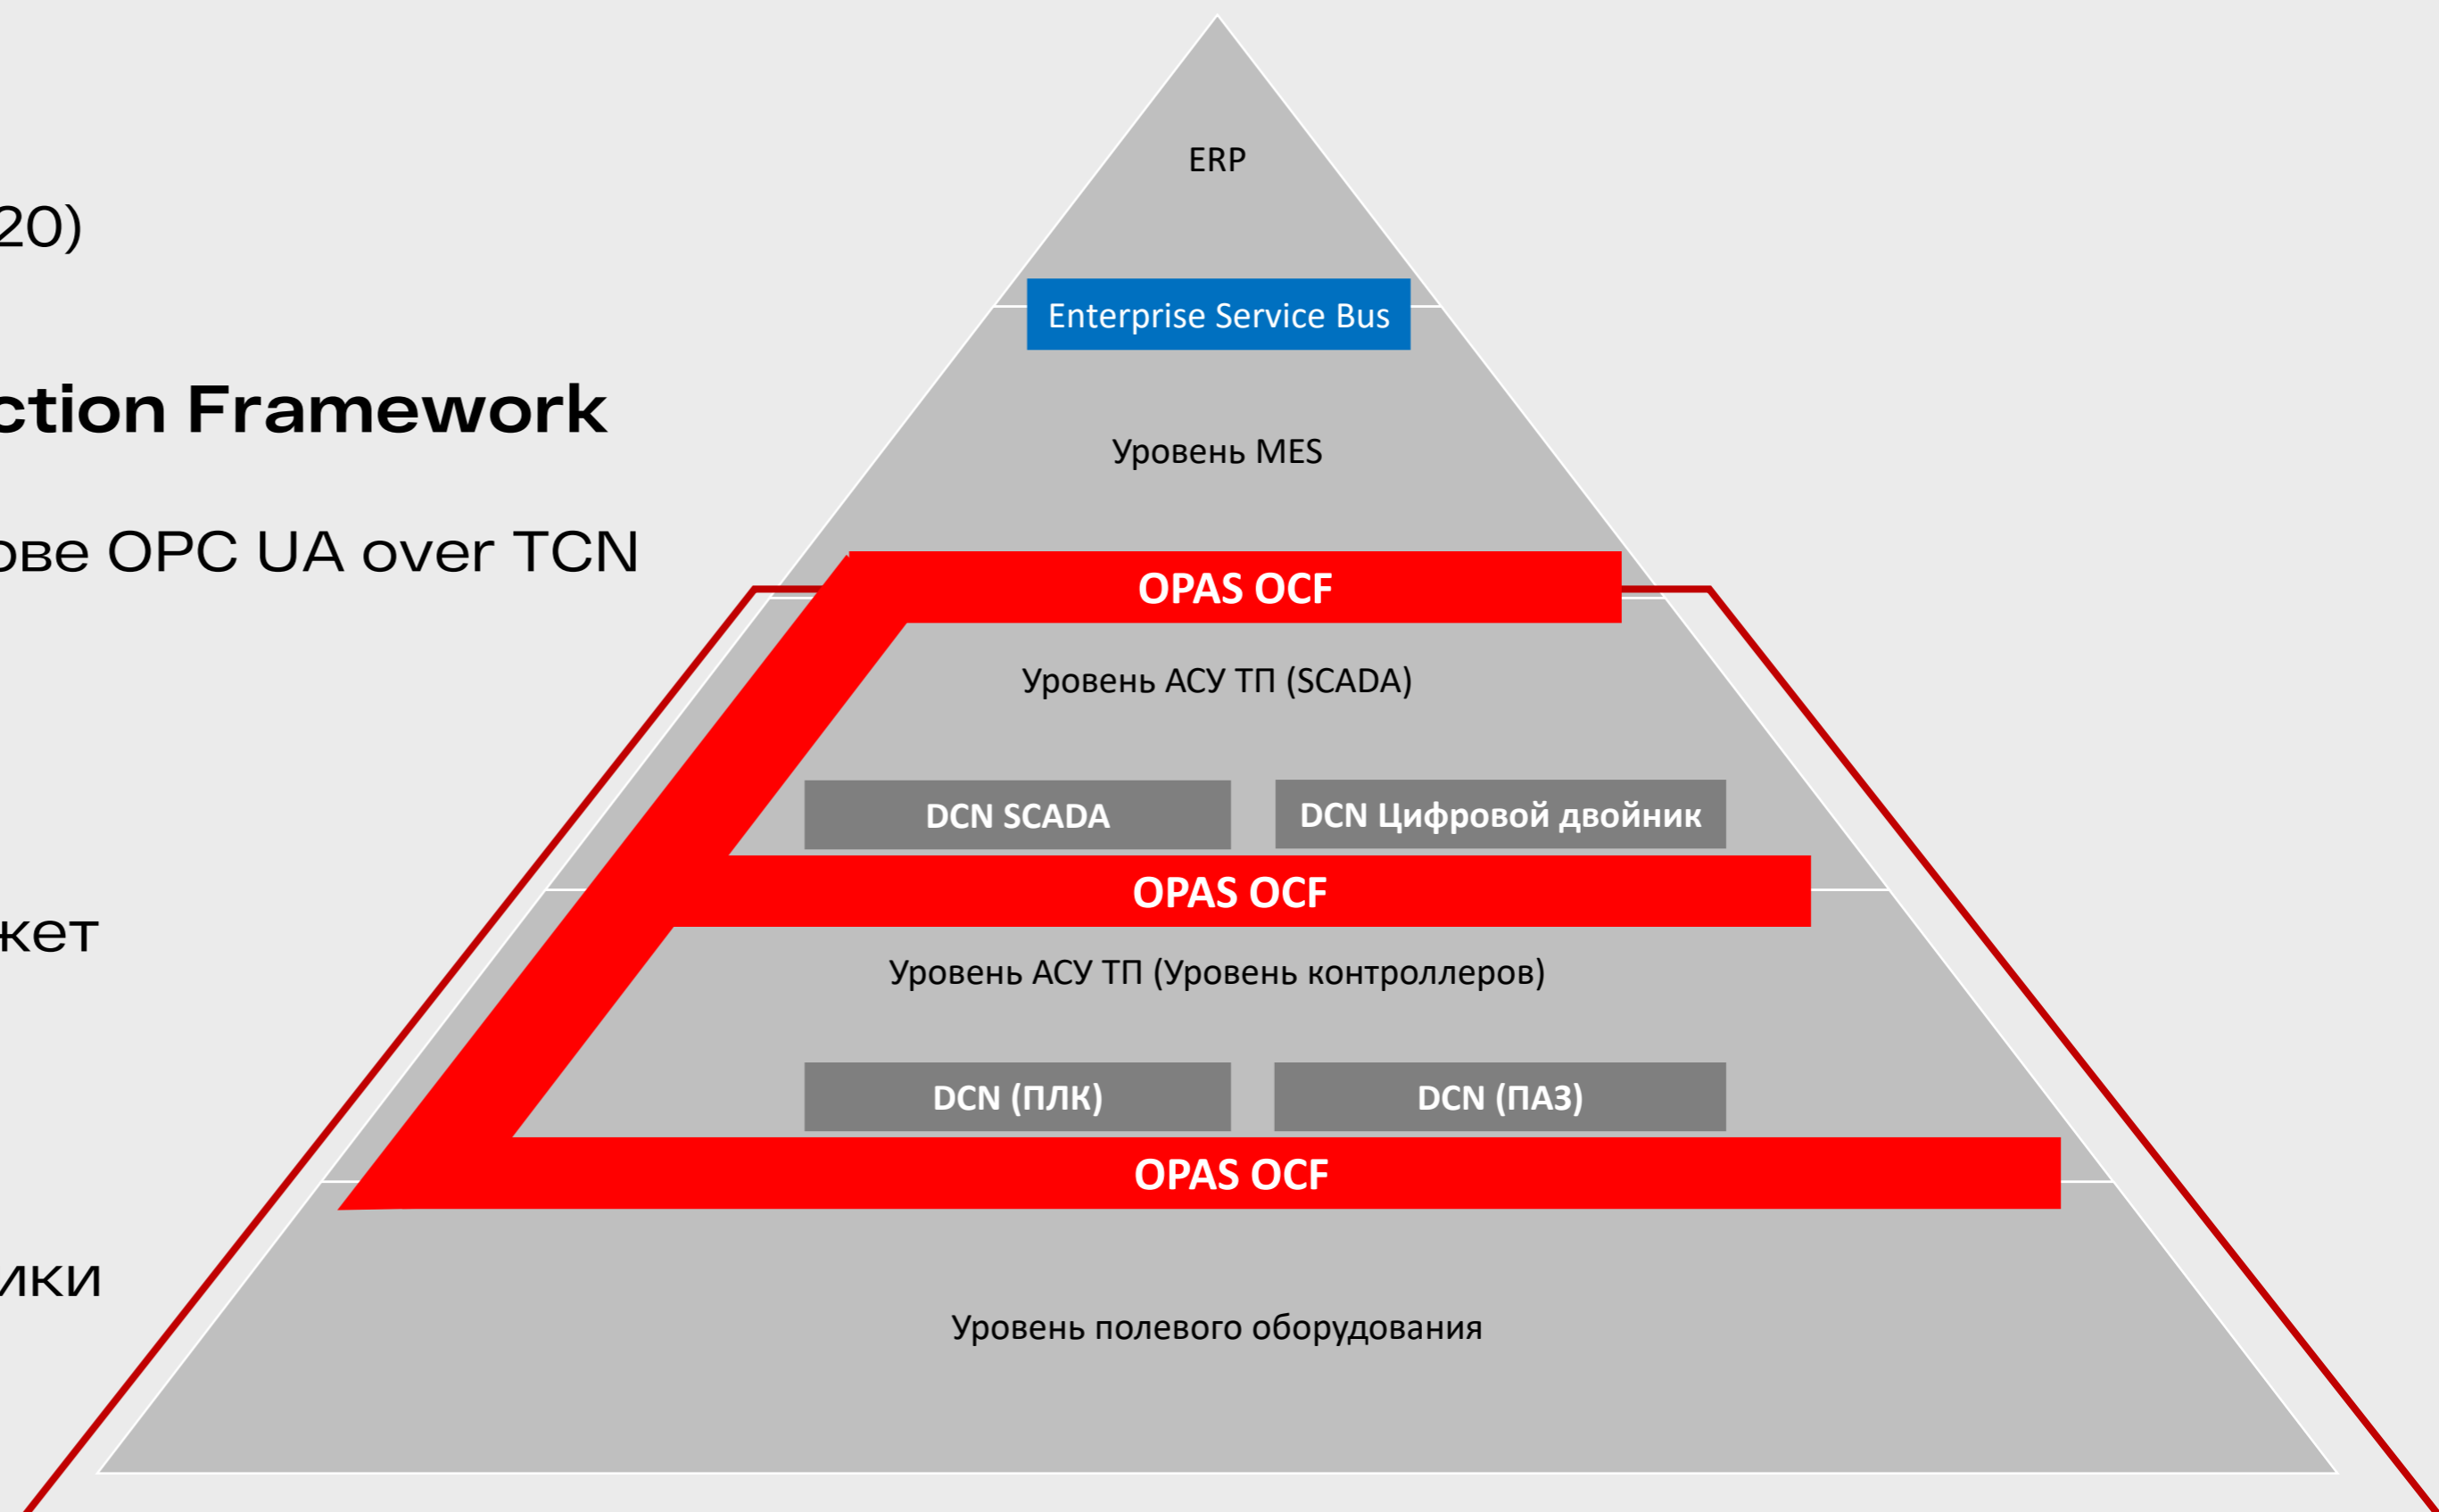 20)
ction Framework
ове OPC UA over TCN
кет
ики
ERP
Enterprise Service Bus
Уровень MES
OPAS OCF
Уровень АСУ ТП (SCADA)
DCN SCADA
DCN Цифровой двойник
OPAS OCF
Уровень АСУ ТП (Уровень контроллеров)
DCN (ПЛК)
DCN (ПАЗ)
OPAS OCF
Уровень полевого оборудования